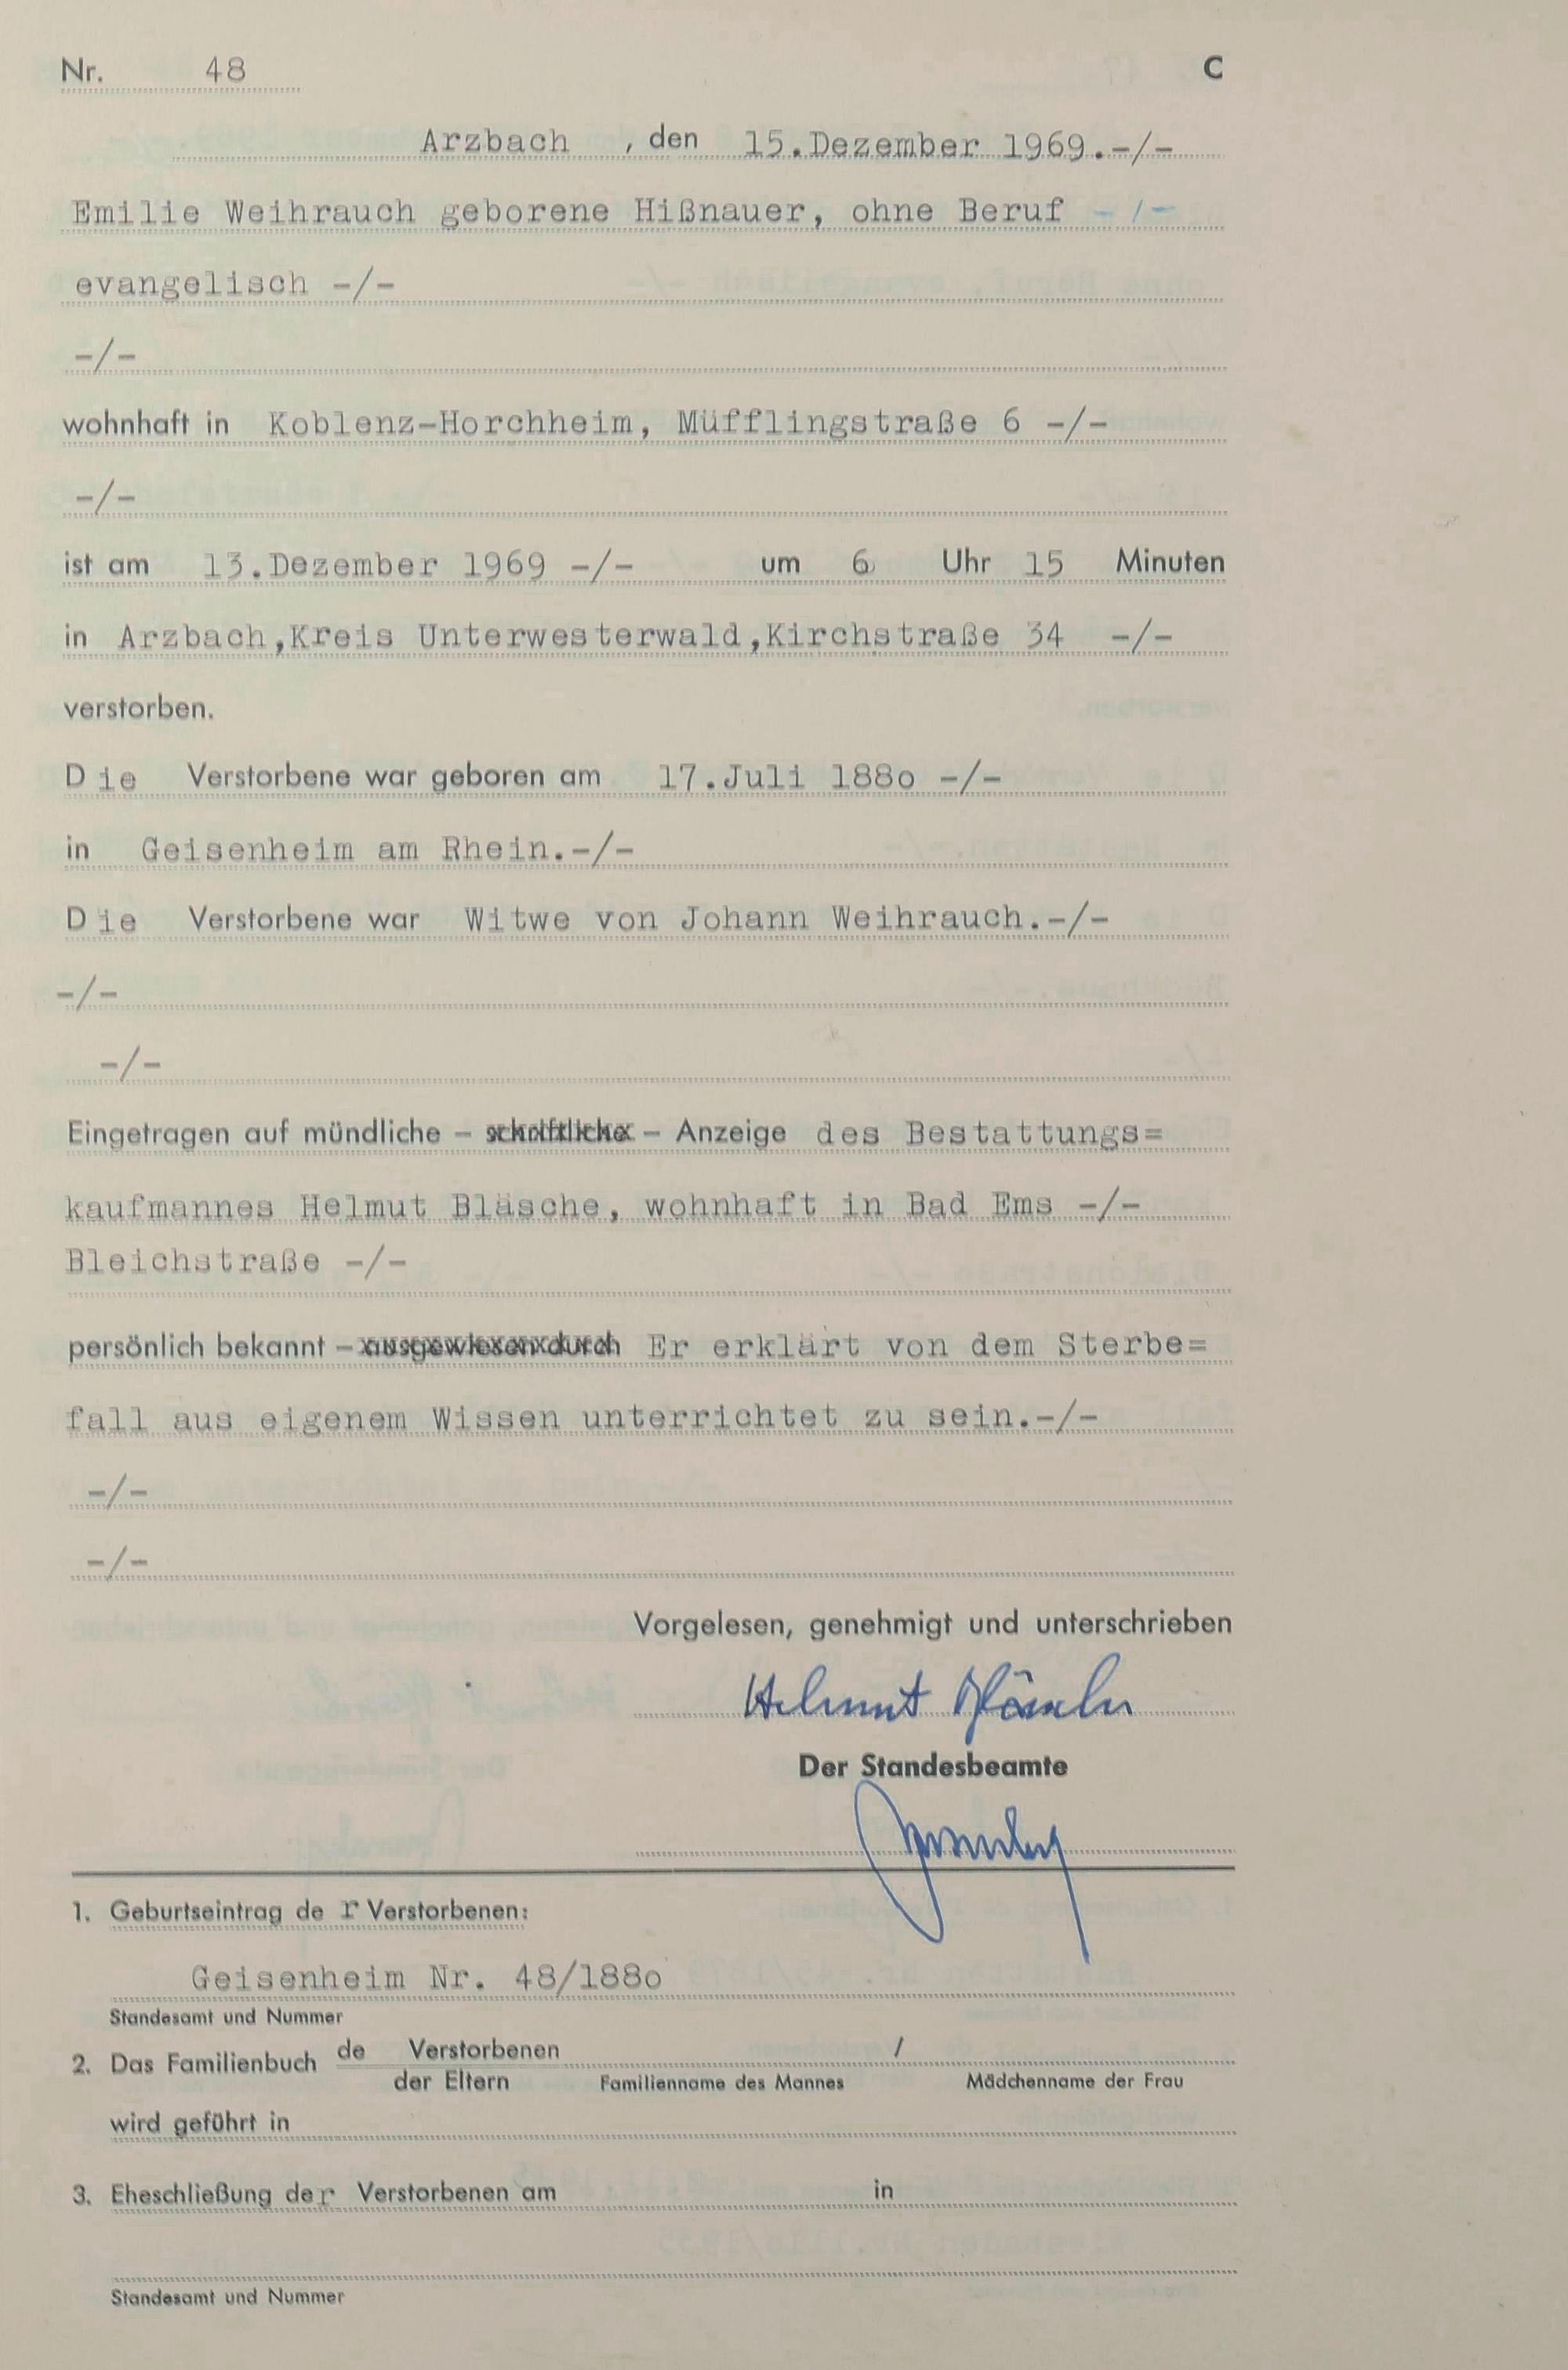 Nr. 48 C
Arzbach , den 15.Dezember 1969.-/-
Emilie Weihrauch geborene Hißnauer, ohne Beruf -/-
evangelisch -/-
-/-
wohnhaft in Koblenz-Horchheim, Müfflingstraße 6 -/-
-/-
ist am 13.Dezember 1969 -/- um 6 Uhr 15 Minuten
in Arzbach,Kreis Unterwesterwald,Kirchstraße 34 -/-
verstorben.
Die Verstorbene war geboren am 17.Juli 188o -/-
in Geisenheim am Rhein.-/-
Die Verstorbene war Witwe von Johann Weihrauch.-/-
-/-
-/-
Eingetragen auf mündliche - schriftliche - Anzeige des Bestattungs=
kaufmannes Helmut Bläsche, wohnhaft in Bad Ems -/-
Bleichstraße -/-
persönlich bekannt - ausgewiesen durch Er erklärt von dem Sterbe=
fall aus eigenem Wissen unterrichtet zu sein.-/-
-/-
-/-
Vorgelesen, genehmigt und unterschrieben
Helmut
Der Standesbeamte
1. Geburtseintrag der Verstorbenen:
Geisenheim Nr. 48/188o
Standesamt und Nummer
2. Das Familienbuch de Verstorbenen /
der Eltern Familienname des Mannes Mädchenname der Frau
wird geführt in
3. Eheschließung der Verstorbenen am in
Standesamt und Nummer